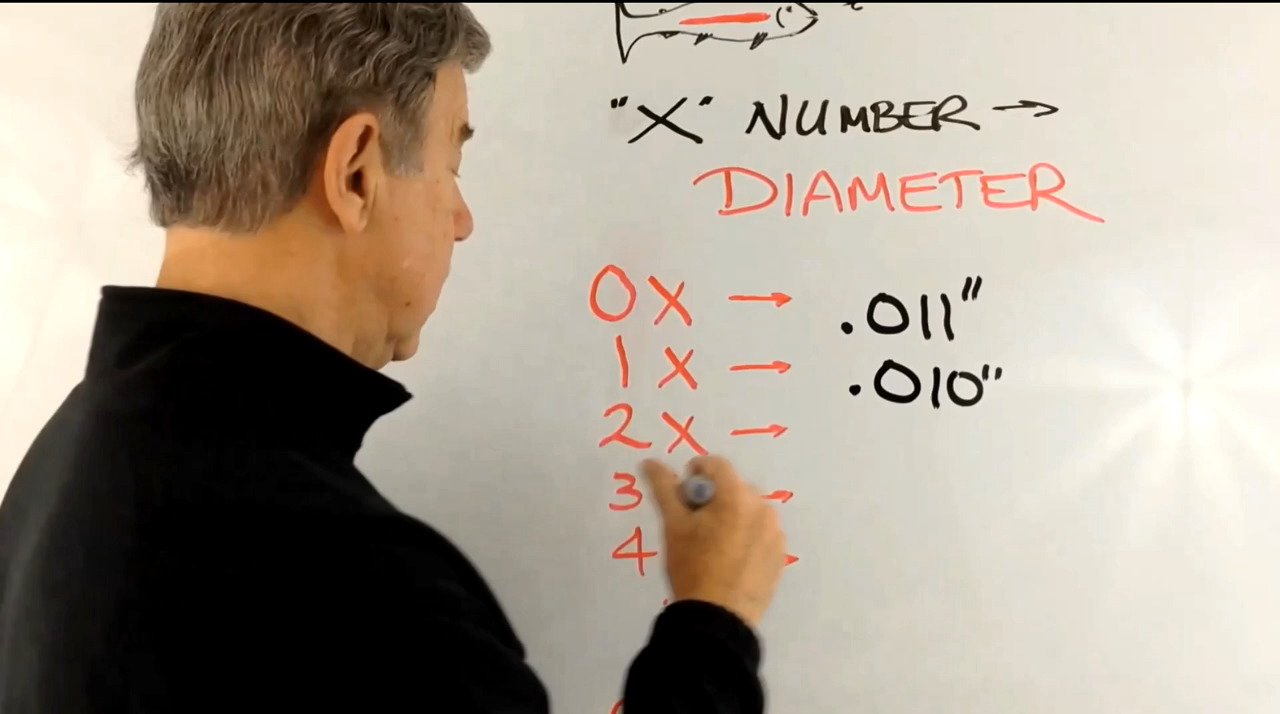 "X" NUMBER →
DIAMETER
0X → .011"
1X → .010"
2X →
3 →
4